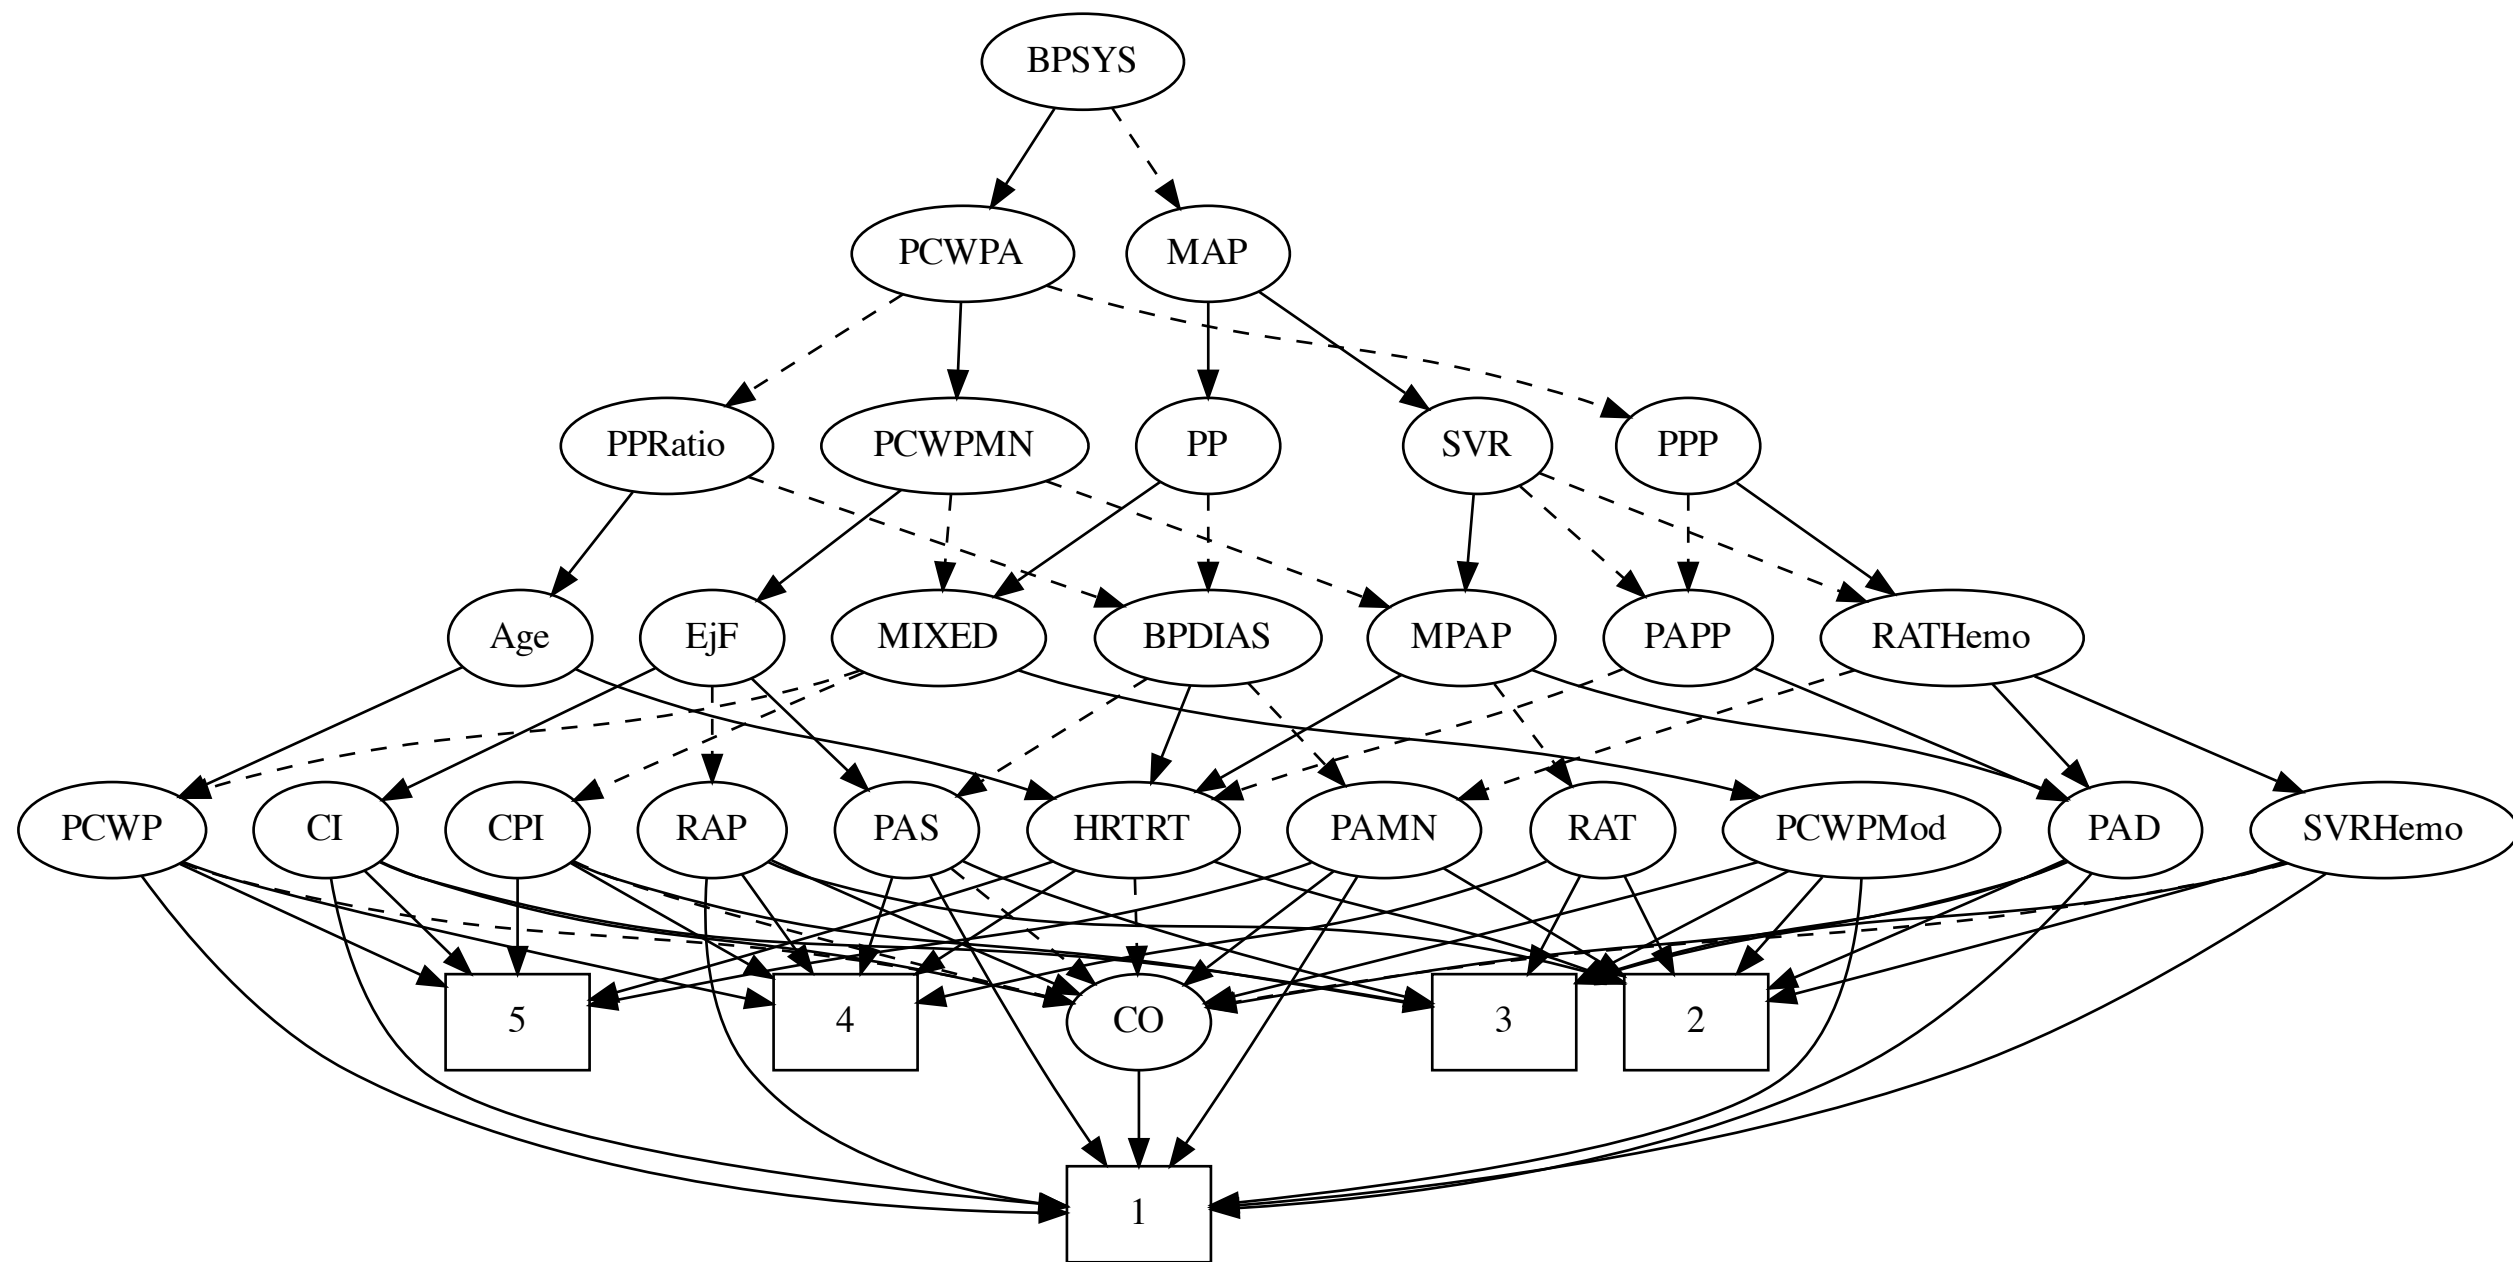 BPSYS
PCWPA
MAP
PPRatio
PCWPMN
PP
SVR
PPP
Age
EjF
MIXED
BPDIAS
MPAP
PAPP
RATHemo
PCWP
CI
CPI
RAP
PAS
HRTRT
PAMN
RAT
PCWPMod
PAD
SVRHemo
5
4
CO
3
2
1